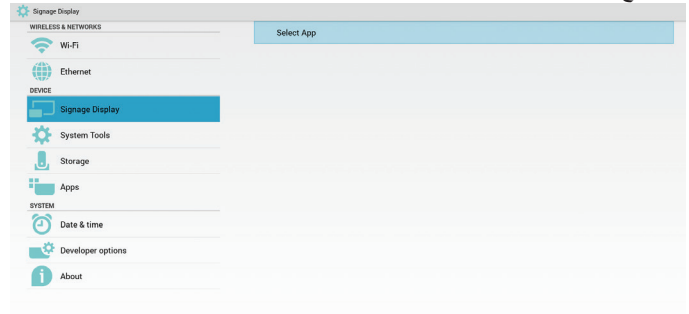 Signage Display
WIRELESS & NETWORKS
Wi-Fi
Ethernet
DEVICE
Signage Display
System Tools
Storage
Apps
SYSTEM
Date & time
Developer options
About
Select App